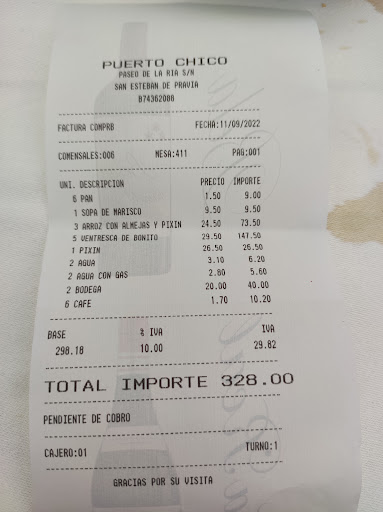 PUERTO CHICO
PASEO DE LA RIA S/N
SAN ESTEBAN DE PRAVIA
B74362088
FACTURA COMPRB FECHA:11/09/2022
COMENSALES:006 MESA:411 PAG:001
UNI. DESCRIPCION PRECIO IMPORTE
6 PAN 1.50 9.00
1 SOPA DE MARISCO 9.50 9.50
3 ARROZ CON ALMEJAS Y PIXIN 24.50 73.50
5 VENTRESCA DE BONITO 29.50 147.50
1 PIXIN 26.50 26.50
2 AGUA 3.10 6.20
2 AGUA CON GAS 2.80 5.60
2 BODEGA 20.00 40.00
6 CAFE 1.70 10.20
BASE % IVA IVA
298.18 10.00 29.82
TOTAL IMPORTE 328.00
PENDIENTE DE COBRO
CAJERO:01 TURNO:1
GRACIAS POR SU VISITA